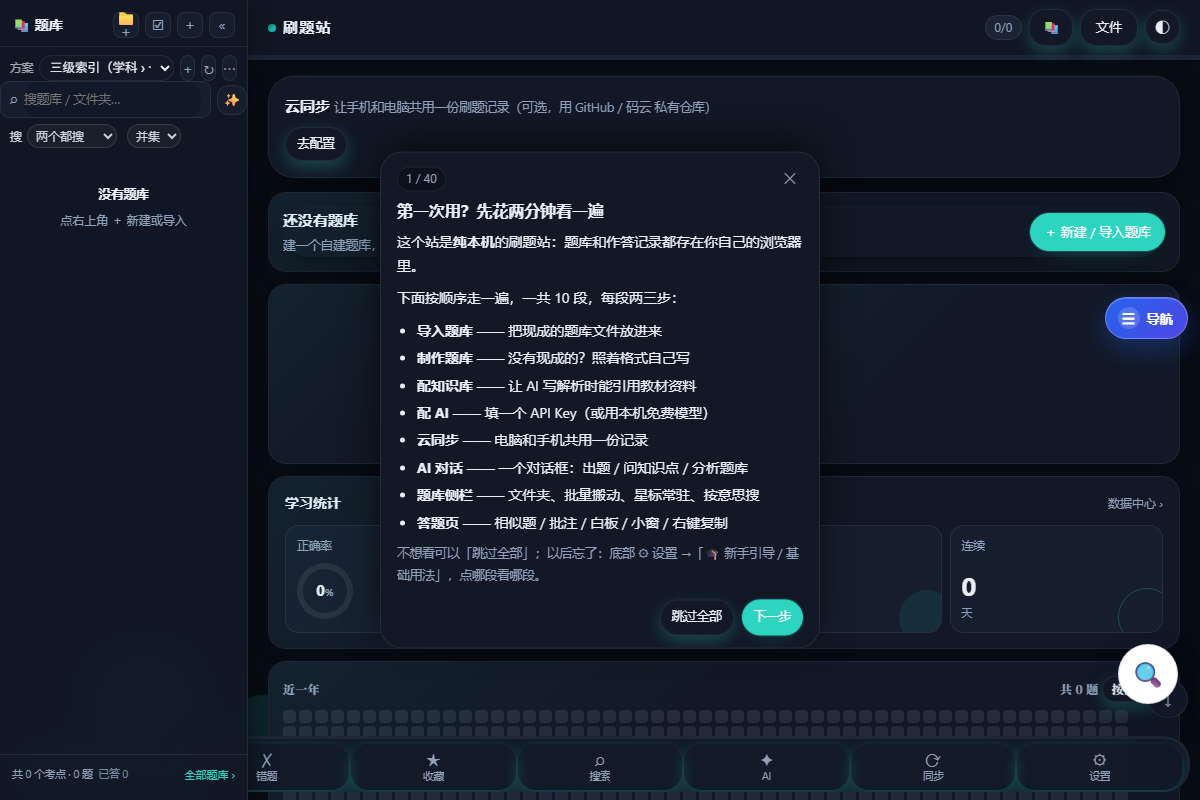 题库
+
«
方案
三级索引（学科 › ·
+
↻
⋯
搜题库 / 文件夹...
搜
两个都搜
并集
没有题库
点右上角 ＋ 新建或导入
共 0 个考点 · 0 题 已答 0
全部题库 ›
刷题站
0/0
文件
云同步 让手机和电脑共用一份刷题记录（可选，用 GitHub / 码云 私有仓库）
去配置
还没有题库
建一个自建题库，
＋ 新建 / 导入题库
导航
1 / 40
第一次用？先花两分钟看一遍
这个站是纯本机的刷题站：题库和作答记录都存在你自己的浏览器
里。
下面按顺序走一遍，一共 10 段，每段两三步：
• 导入题库 —— 把现成的题库文件放进来
• 制作题库 —— 没有现成的？照着格式自己写
• 配知识库 —— 让 AI 写解析时能引用教材资料
• 配 AI —— 填一个 API Key（或用本机免费模型）
• 云同步 —— 电脑和手机共用一份记录
• AI 对话 —— 一个对话框：出题 / 问知识点 / 分析题库
• 题库侧栏 —— 文件夹、批量搬动、星标常驻、按意思搜
• 答题页 —— 相似题 / 批注 / 白板 / 小窗 / 右键复制
不想看可以「跳过全部」；以后忘了：底部 ⚙ 设置 → 「🎓 新手引导 / 基
础用法」，点哪段看哪段。
跳过全部
下一步
学习统计
数据中心 ›
正确率
0%
连续
0
天
近一年
共 0 题
按
错题
收藏
搜索
AI
同步
设置